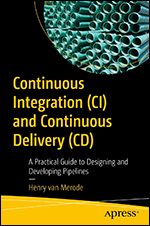 Continuous
Integration (CI)
and Continuous
Delivery (CD)
A Practical Guide to Designing and
Developing Pipelines
—
Henry van Merode
Apress®